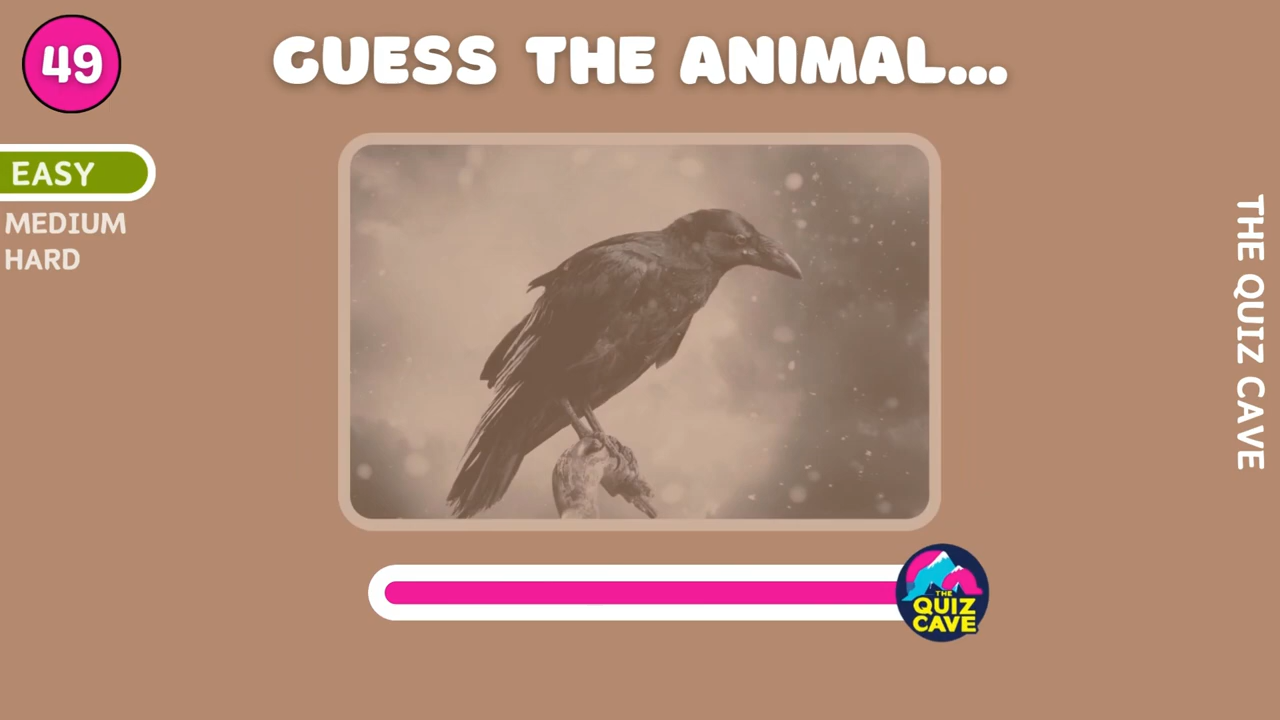 49
GUESS THE ANIMAL...
EASY
MEDIUM
HARD
THE QUIZ CAVE
THE
QUIZ
CAVE